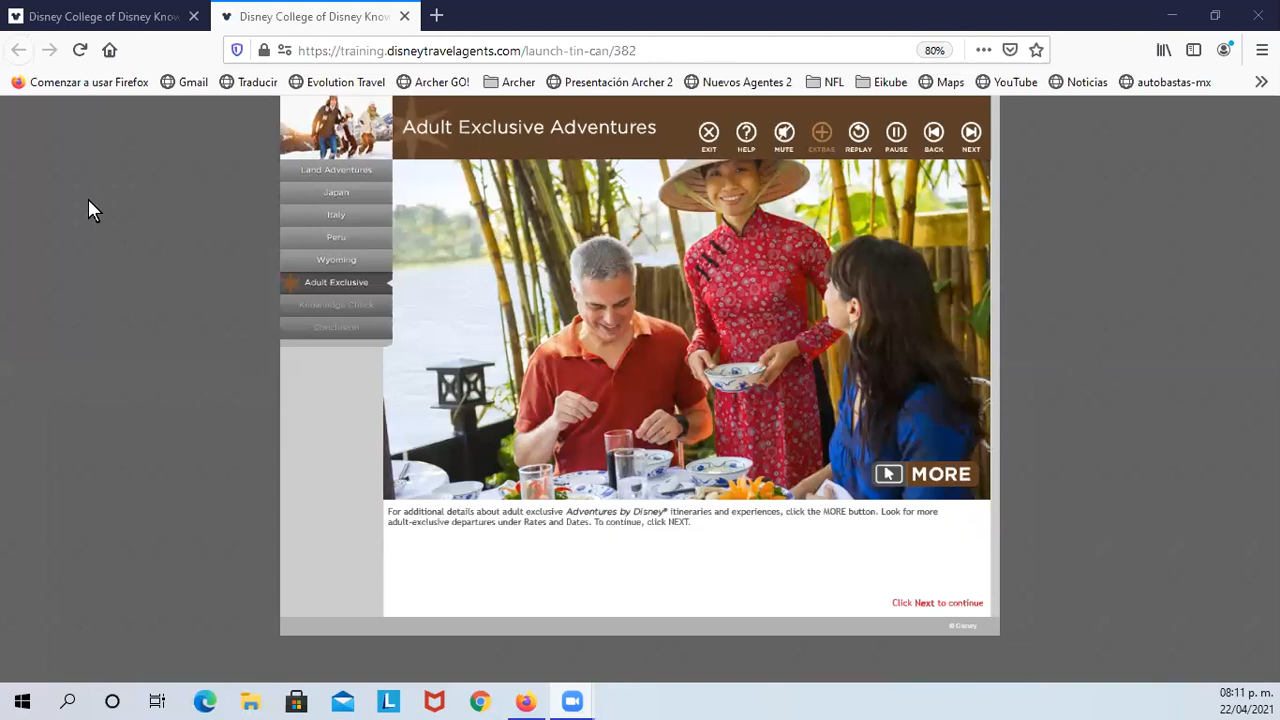 Disney College of Disney Know
Disney College of Disney Know
https://training.disneytravelagents.com/launch-tin-can/382
80%
Comenzar a usar Firefox
Gmail
Traducir
Evolution Travel
Archer GO!
Archer
Presentación Archer 2
Nuevos Agentes 2
NFL
Eikube
Maps
YouTube
Noticias
autobastas-mx
Adult Exclusive Adventures
EXIT
HELP
MUTE
EXTRAS
REPLAY
PAUSE
BACK
NEXT
Land Adventures
Japan
Italy
Peru
Wyoming
Adult Exclusive
Knowledge Check
Conclusion
MORE
For additional details about adult exclusive Adventures by Disney® itineraries and experiences, click the MORE button. Look for more
adult-exclusive departures under Rates and Dates. To continue, click NEXT.
Click Next to continue
© Disney
08:11 p. m.
22/04/2021